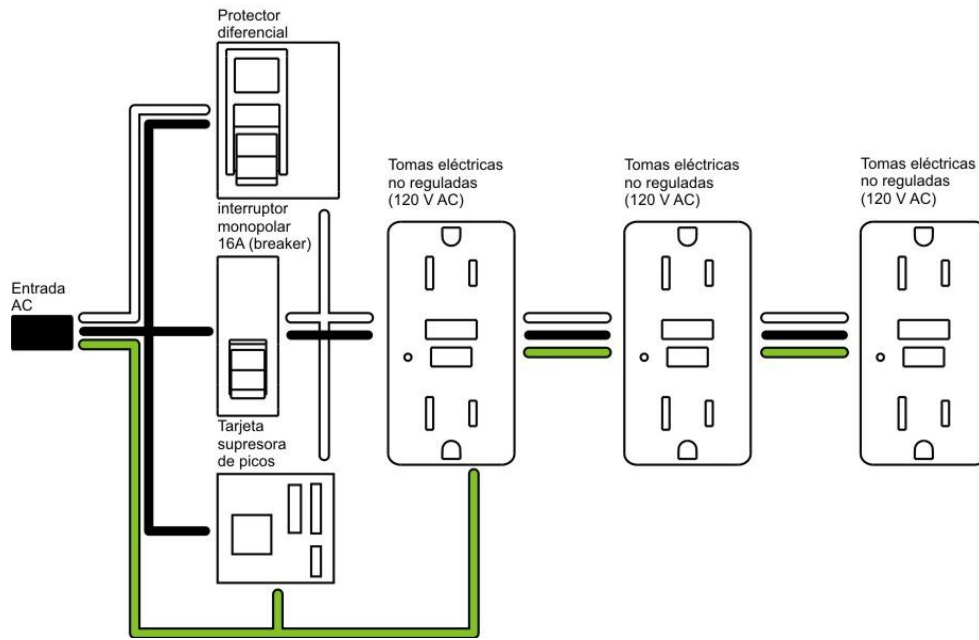 Protector
diferencial
Tomas eléctricas
no reguladas
(120 V AC)
Tomas eléctricas
no reguladas
(120 V AC)
Tomas eléctricas
no reguladas
(120 V AC)
interruptor
monopolar
16A (breaker)
Entrada
AC
Tarjeta
supresora
de picos